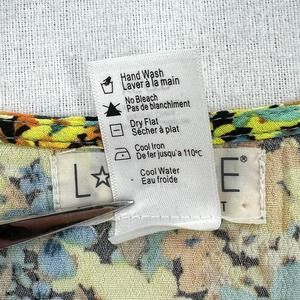 Hand Wash
Laver à la main
No Bleach
Pas de blanchiment
Dry Flat
Sécher à plat
Cool Iron
De fer jusqu'a 110°C
Cool Water
Eau froide
L☆ E
T